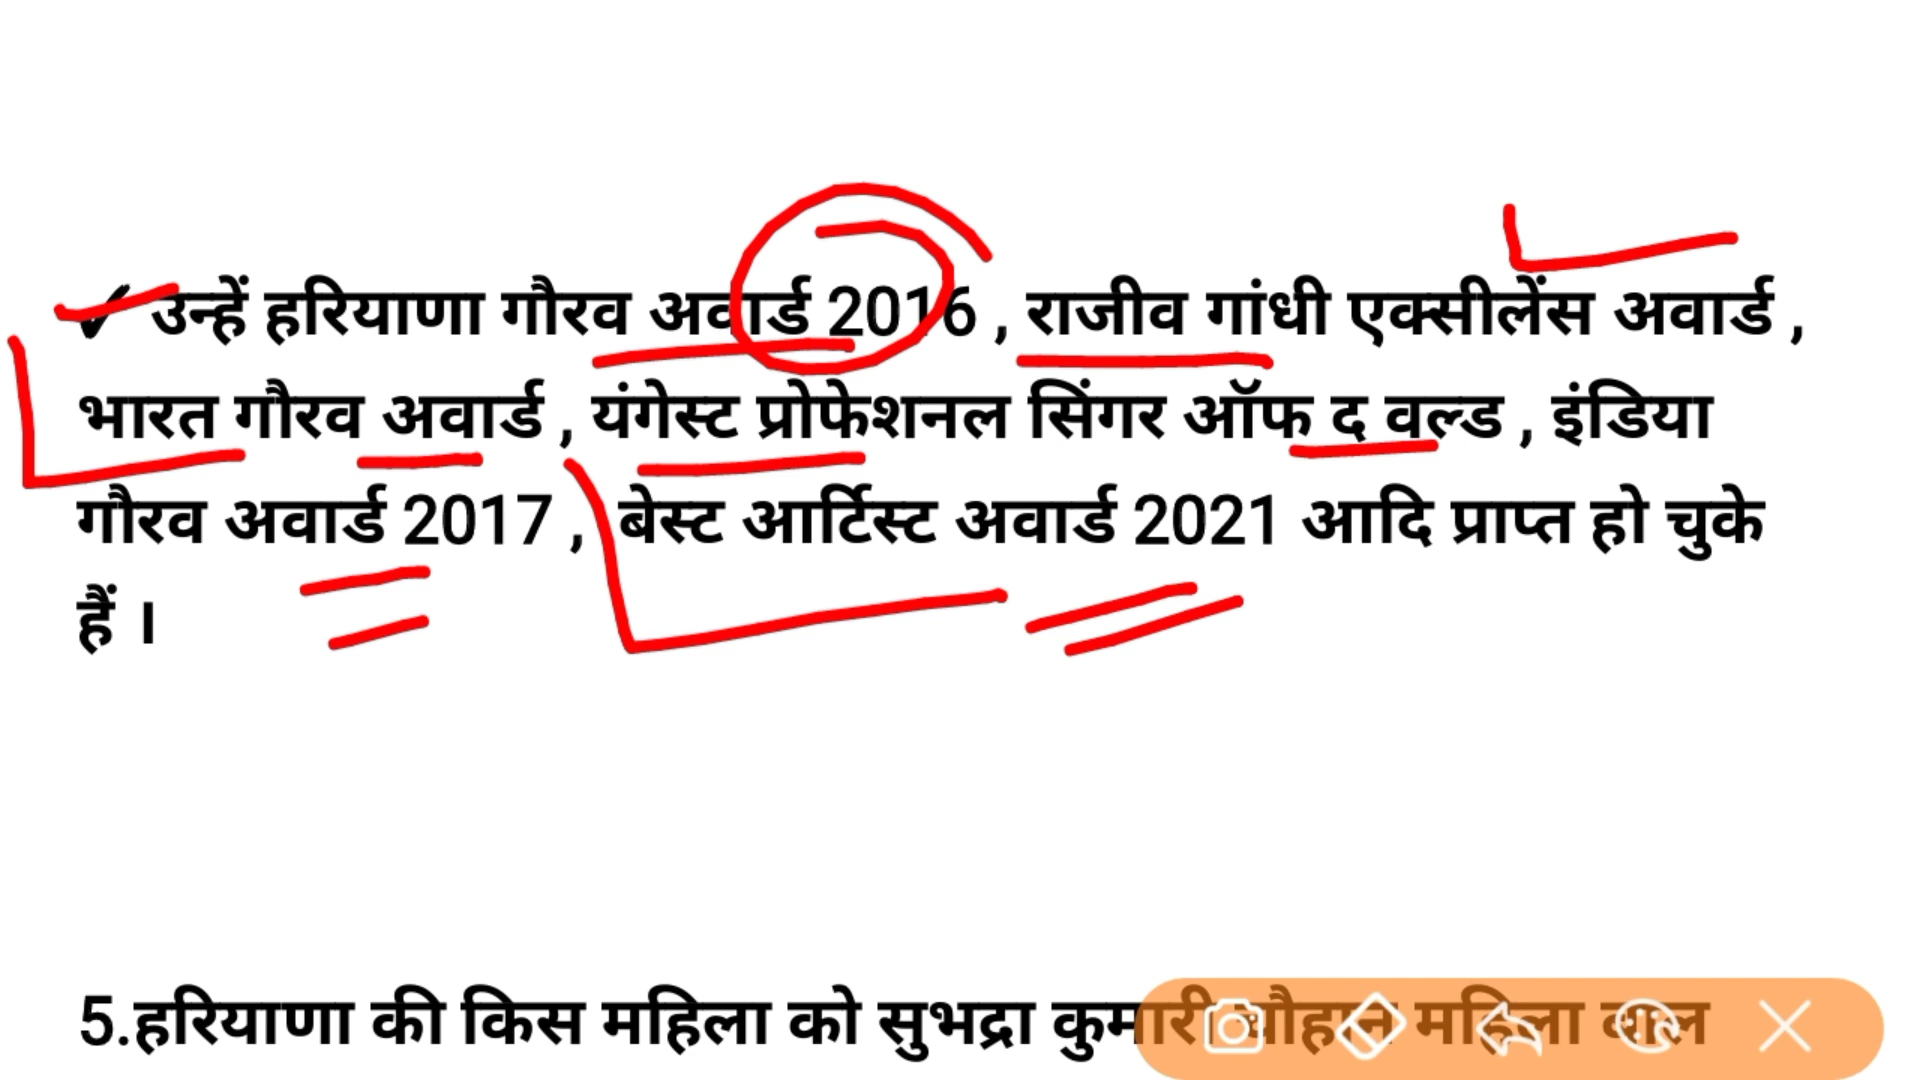 ✔ उन्हें हरियाणा गौरव अवार्ड 2016 , राजीव गांधी एक्सीलेंस अवार्ड ,
भारत गौरव अवार्ड , यंगेस्ट प्रोफेशनल सिंगर ऑफ द वर्ल्ड , इंडिया
गौरव अवार्ड 2017 , बेस्ट आर्टिस्ट अवार्ड 2021 आदि प्राप्त हो चुके
हैं ।
5.हरियाणा की किस महिला को सुभद्रा कुमारी चौहान महिला बाल